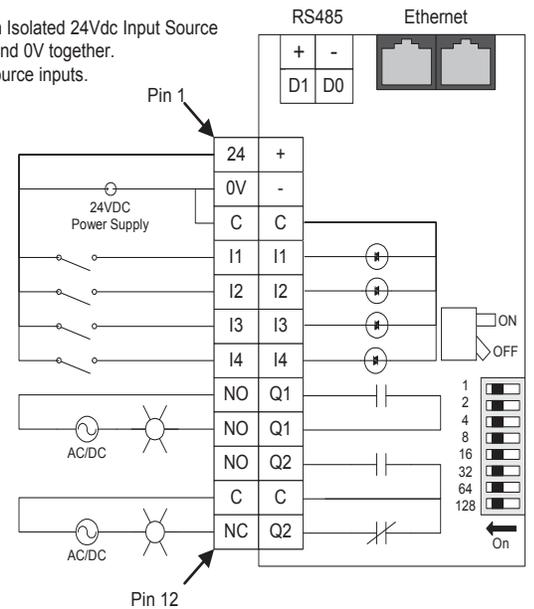 Isolated 24Vdc Input Source
0V together.
inputs.
RS485
Ethernet
+ -
D1 D0
Pin 1
24 +
0V -
C C
I1 I1
I2 I2
I3 I3
I4 I4
NO Q1
NO Q1
NO Q2
C C
NC Q2
24VDC
Power Supply
AC/DC
AC/DC
ON
OFF
1
2
4
8
16
32
64
128
On
Pin 12